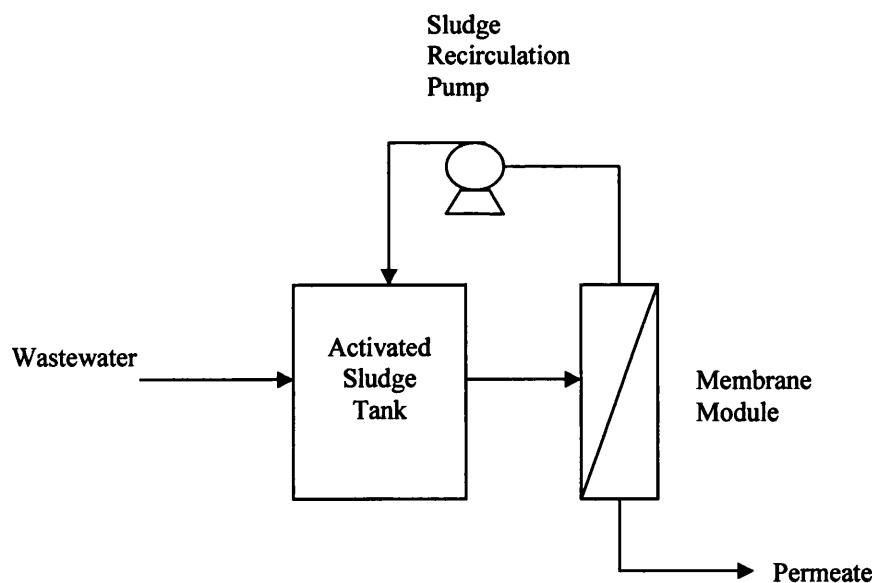 Sludge
Recirculation
Pump
Wastewater
Activated
Sludge
Tank
Membrane
Module
Permeate